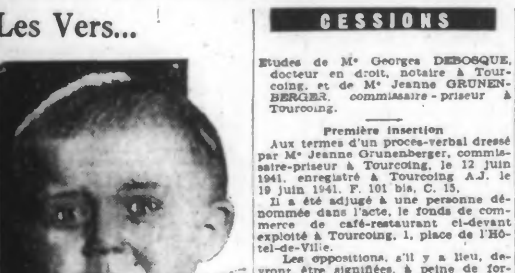 Les Vers...
CESSIONS
Etudes de Me Georges DEBOSQUE,
docteur en droit, notaire à Tour-
coing, et de Me Jeanne GRUNEN-
BERGER, commissaire-priseur à
Tourcoing.
Première insertion
Aux termes d'un procès-verbal dressé
par Me Jeanne Grunenberger, commis-
saire-priseur à Tourcoing, le 12 juin
1941, enregistré à Tourcoing A.J. le
19 juin 1941, F. 101 bis, C. 15,
Il a été adjugé à une personne dé-
nommée dans l'acte, le fonds de com-
merce de café-restaurant ci-devant
exploité à Tourcoing, 1, place de l'Hô-
tel-de-Ville.
Les oppositions, s'il y a lieu, de-
vront être signifiées, à peine de for-